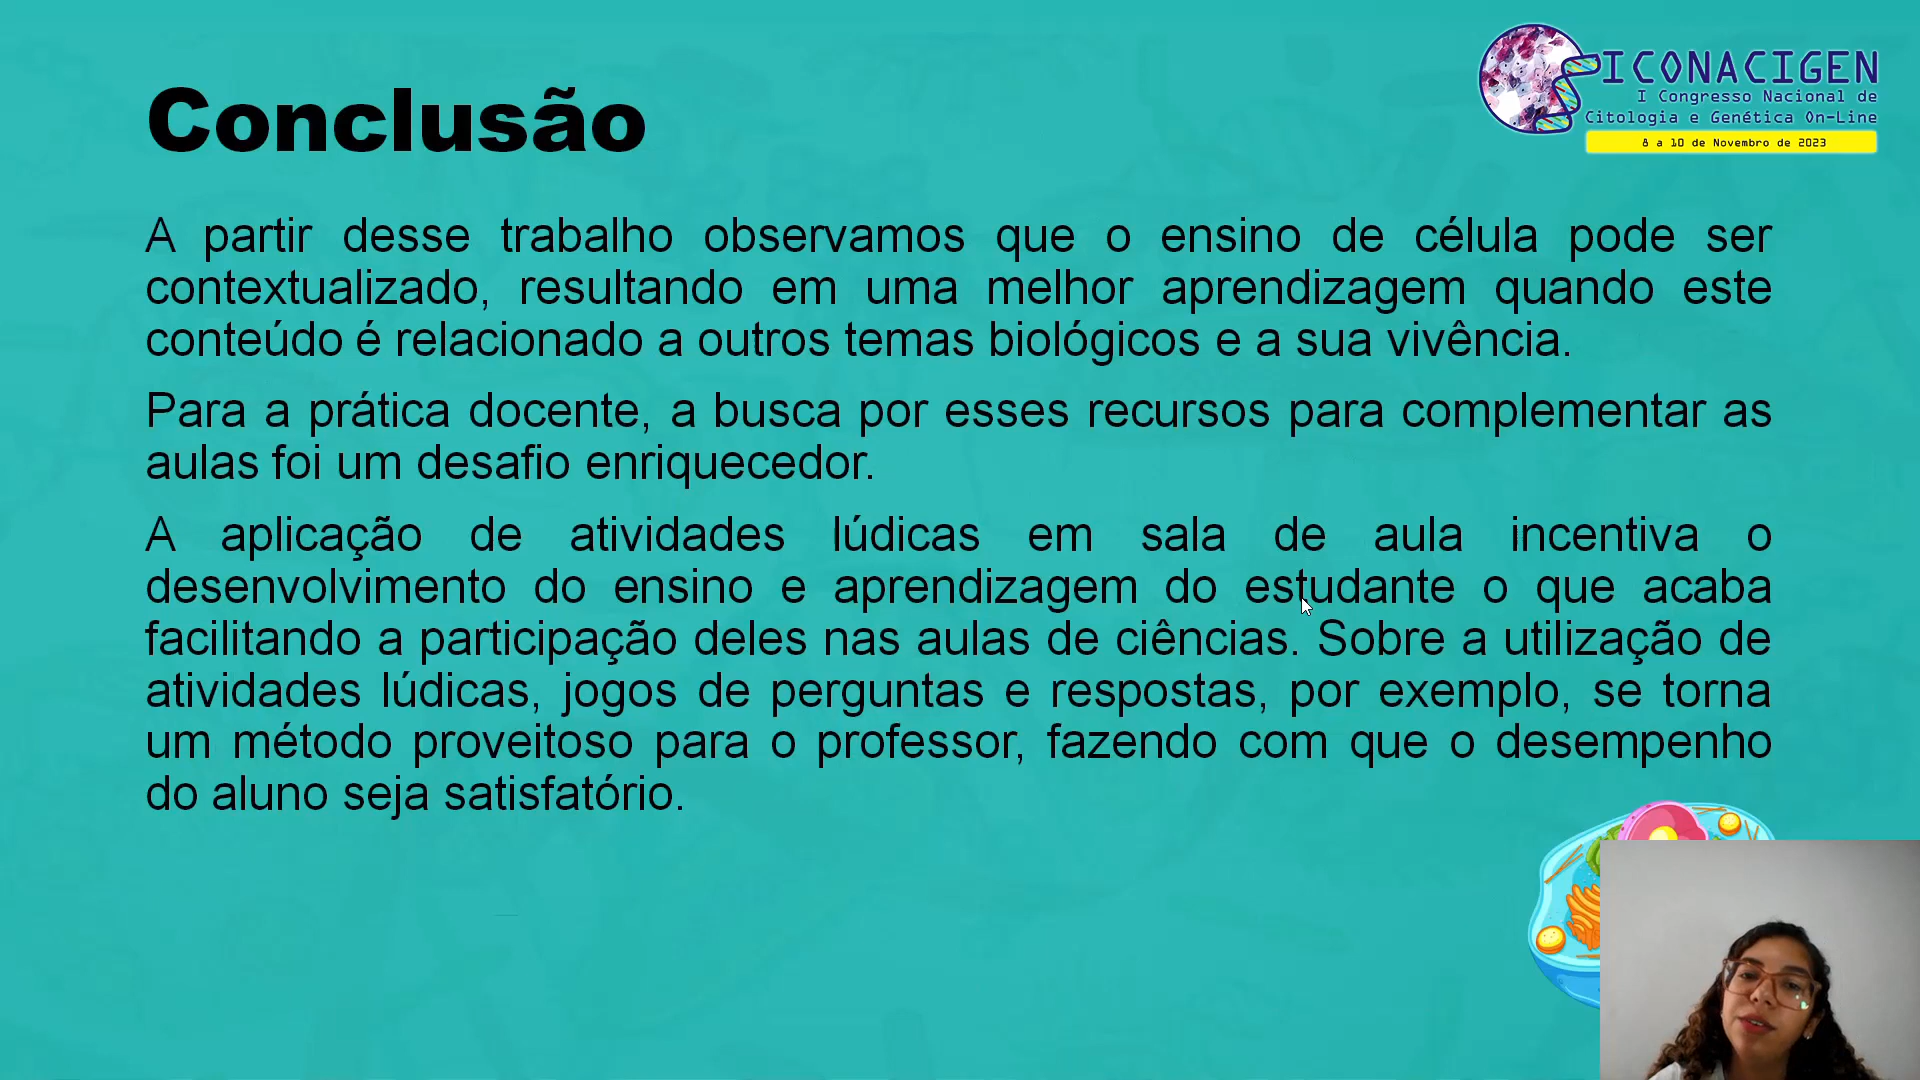 ICONACIGEN
I Congresso Nacional de
Citologia e Genética On-Line
8 a 10 de Novembro de 2023
Conclusão
A partir desse trabalho observamos que o ensino de célula pode ser
contextualizado, resultando em uma melhor aprendizagem quando este
conteúdo é relacionado a outros temas biológicos e a sua vivência.
Para a prática docente, a busca por esses recursos para complementar as
aulas foi um desafio enriquecedor.
A aplicação de atividades lúdicas em sala de aula incentiva o
desenvolvimento do ensino e aprendizagem do estudante o que acaba
facilitando a participação deles nas aulas de ciências. Sobre a utilização de
atividades lúdicas, jogos de perguntas e respostas, por exemplo, se torna
um método proveitoso para o professor, fazendo com que o desempenho
do aluno seja satisfatório.